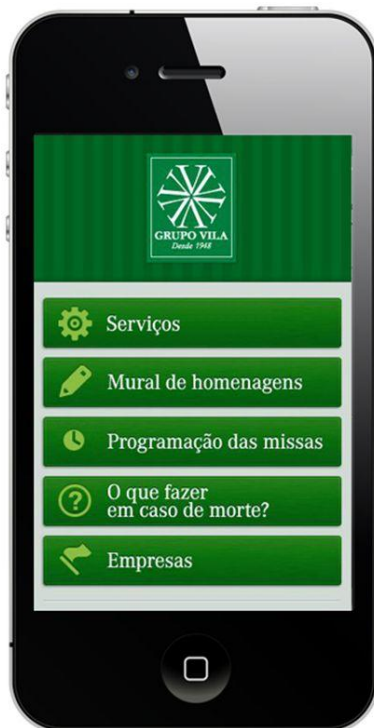 GRUPO VILA
Desde 1948
Serviços
Mural de homenagens
Programação das missas
O que fazer
em caso de morte?
Empresas